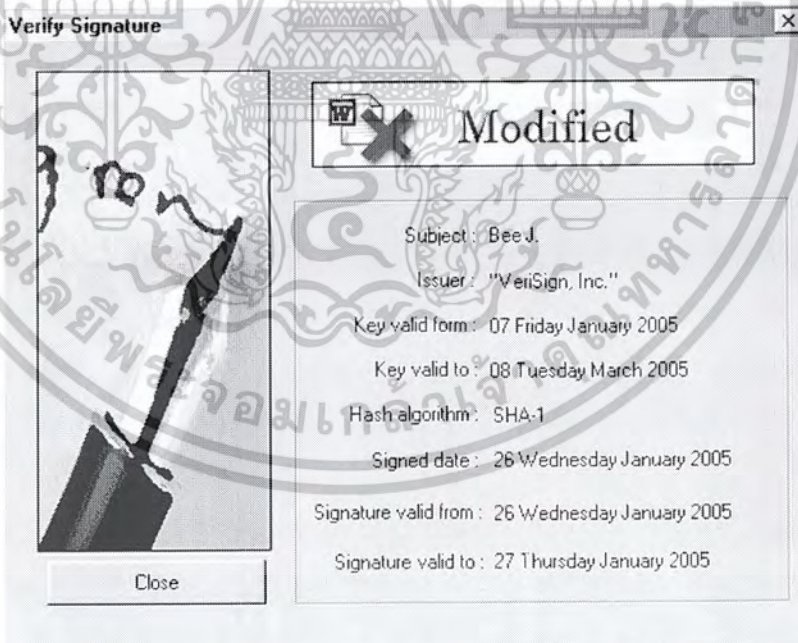 Verify Signature
W Modified
Subject : Bee J.
Issuer : "VeriSign, Inc."
Key valid form : 07 Friday January 2005
Key valid to : 08 Tuesday March 2005
Hash algorithm : SHA-1
Signed date : 26 Wednesday January 2005
Signature valid from : 26 Wednesday January 2005
Signature valid to : 27 Thursday January 2005
Close